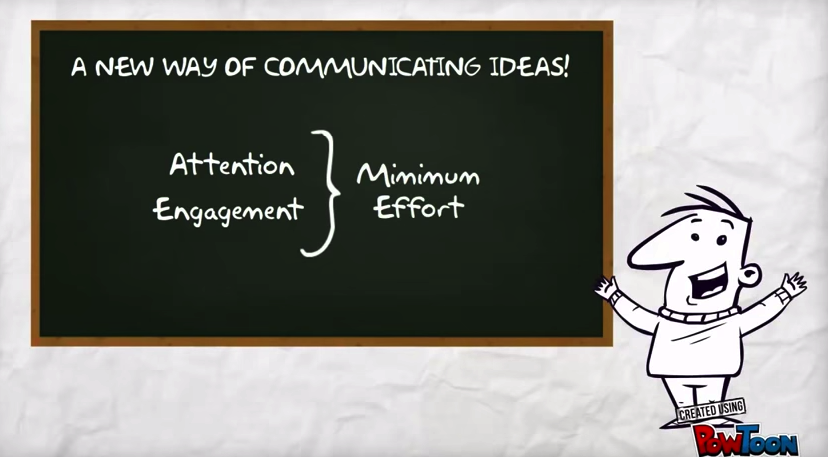 A NEW WAY OF COMMUNICATING IDEAS!
Attention
Engagement
Minimum
Effort
CREATED USING
POWTOON